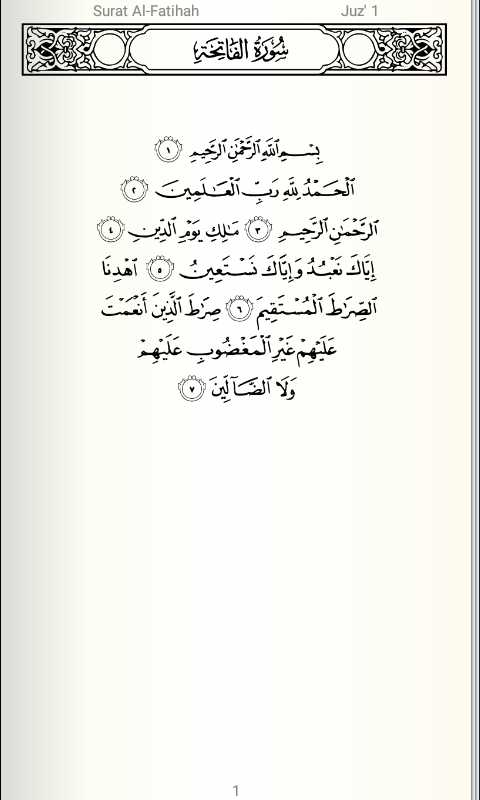 Surat Al-Fatihah Juz' 1
سُورَةُ الفَاتِحَةِ
بِسْمِ ٱللَّهِ ٱلرَّحْمَٰنِ ٱلرَّحِيمِ ١
ٱلْحَمْدُ لِلَّهِ رَبِّ ٱلْعَٰلَمِينَ ٢
ٱلرَّحْمَٰنِ ٱلرَّحِيمِ ٣ مَٰلِكِ يَوْمِ ٱلدِّينِ ٤
إِيَّاكَ نَعْبُدُ وَإِيَّاكَ نَسْتَعِينُ ٥ ٱهْدِنَا
ٱلصِّرَٰطَ ٱلْمُسْتَقِيمَ ٦ صِرَٰطَ ٱلَّذِينَ أَنْعَمْتَ
عَلَيْهِمْ غَيْرِ ٱلْمَغْضُوبِ عَلَيْهِمْ
وَلَا ٱلضَّآلِّينَ ٧
1